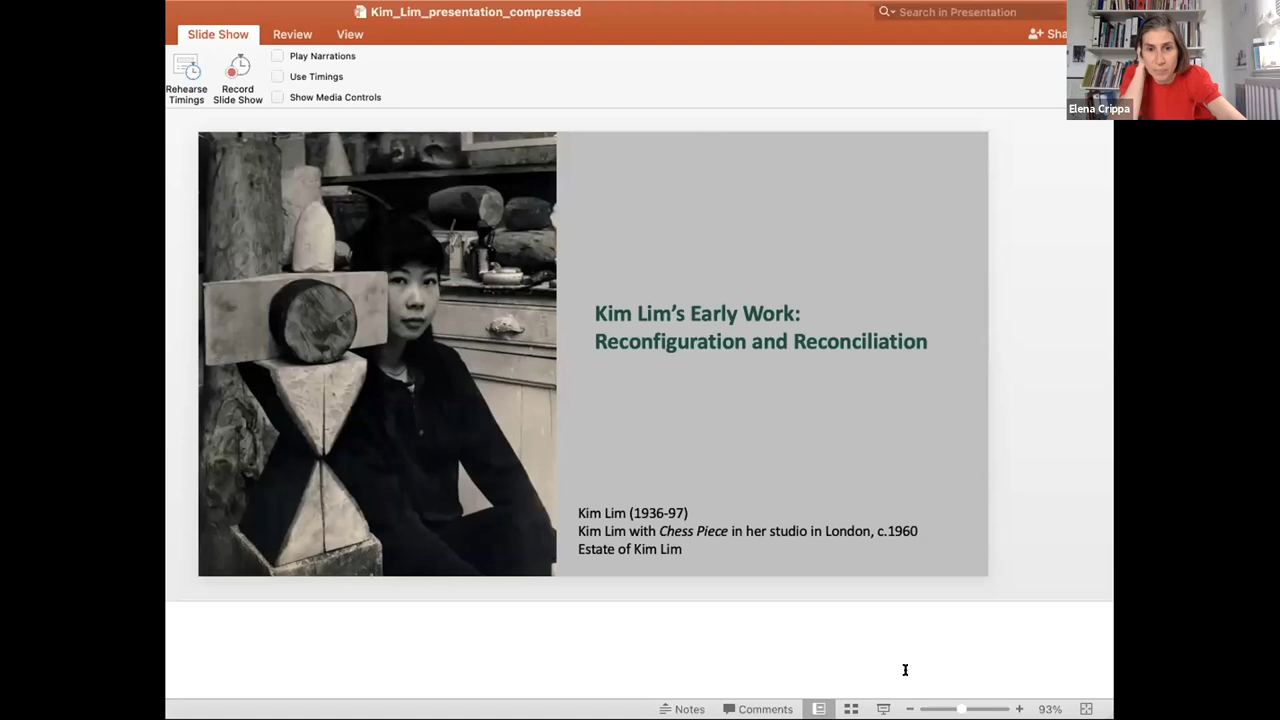 Kim_Lim_presentation_compressed
Search in Presentation
Slide Show
Review
View
Sha
Rehearse
Timings
Record
Slide Show
Play Narrations
Use Timings
Show Media Controls
Elena Crippa
Kim Lim's Early Work:
Reconfiguration and Reconciliation
Kim Lim (1936-97)
Kim Lim with Chess Piece in her studio in London, c.1960
Estate of Kim Lim
Notes
Comments
93%